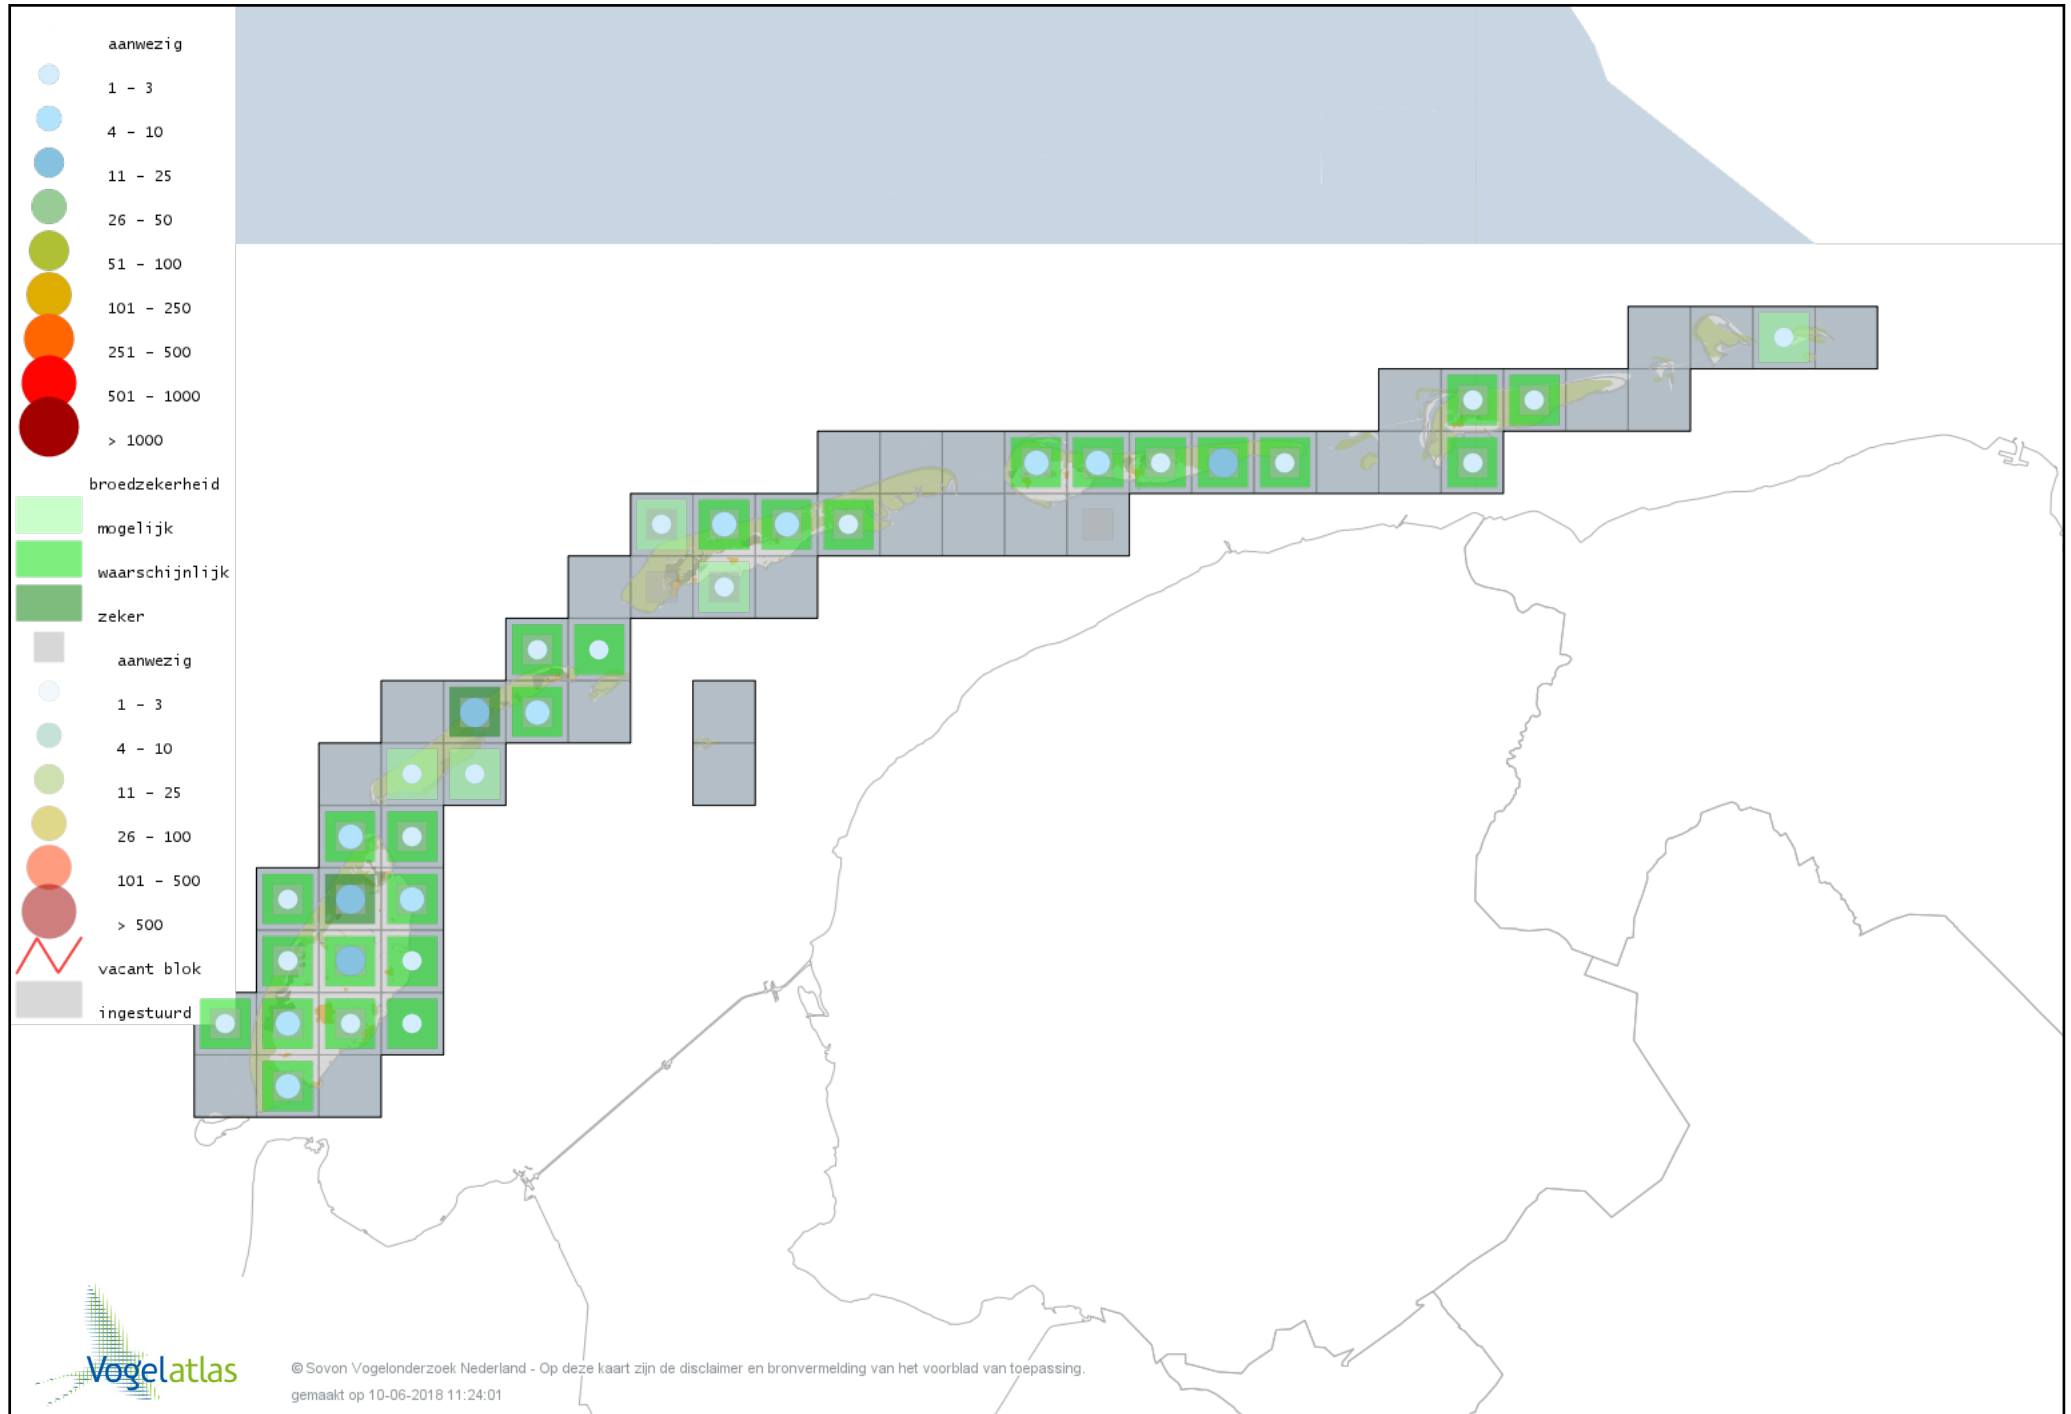 aanwezig
1 - 3
4 - 10
11 - 25
26 - 50
51 - 100
101 - 250
251 - 500
501 - 1000
> 1000
broedzekerheid
mogelijk
waarschijnlijk
zeker
aanwezig
1 - 3
4 - 10
11 - 25
26 - 100
101 - 500
> 500
vacant blok
ingestuurd
Vogelatlas
© Sovon Vogelonderzoek Nederland - Op deze kaart zijn de disclaimer en bronvermelding van het voorblad van toepassing.
gemaakt op 10-06-2018 11:24:01